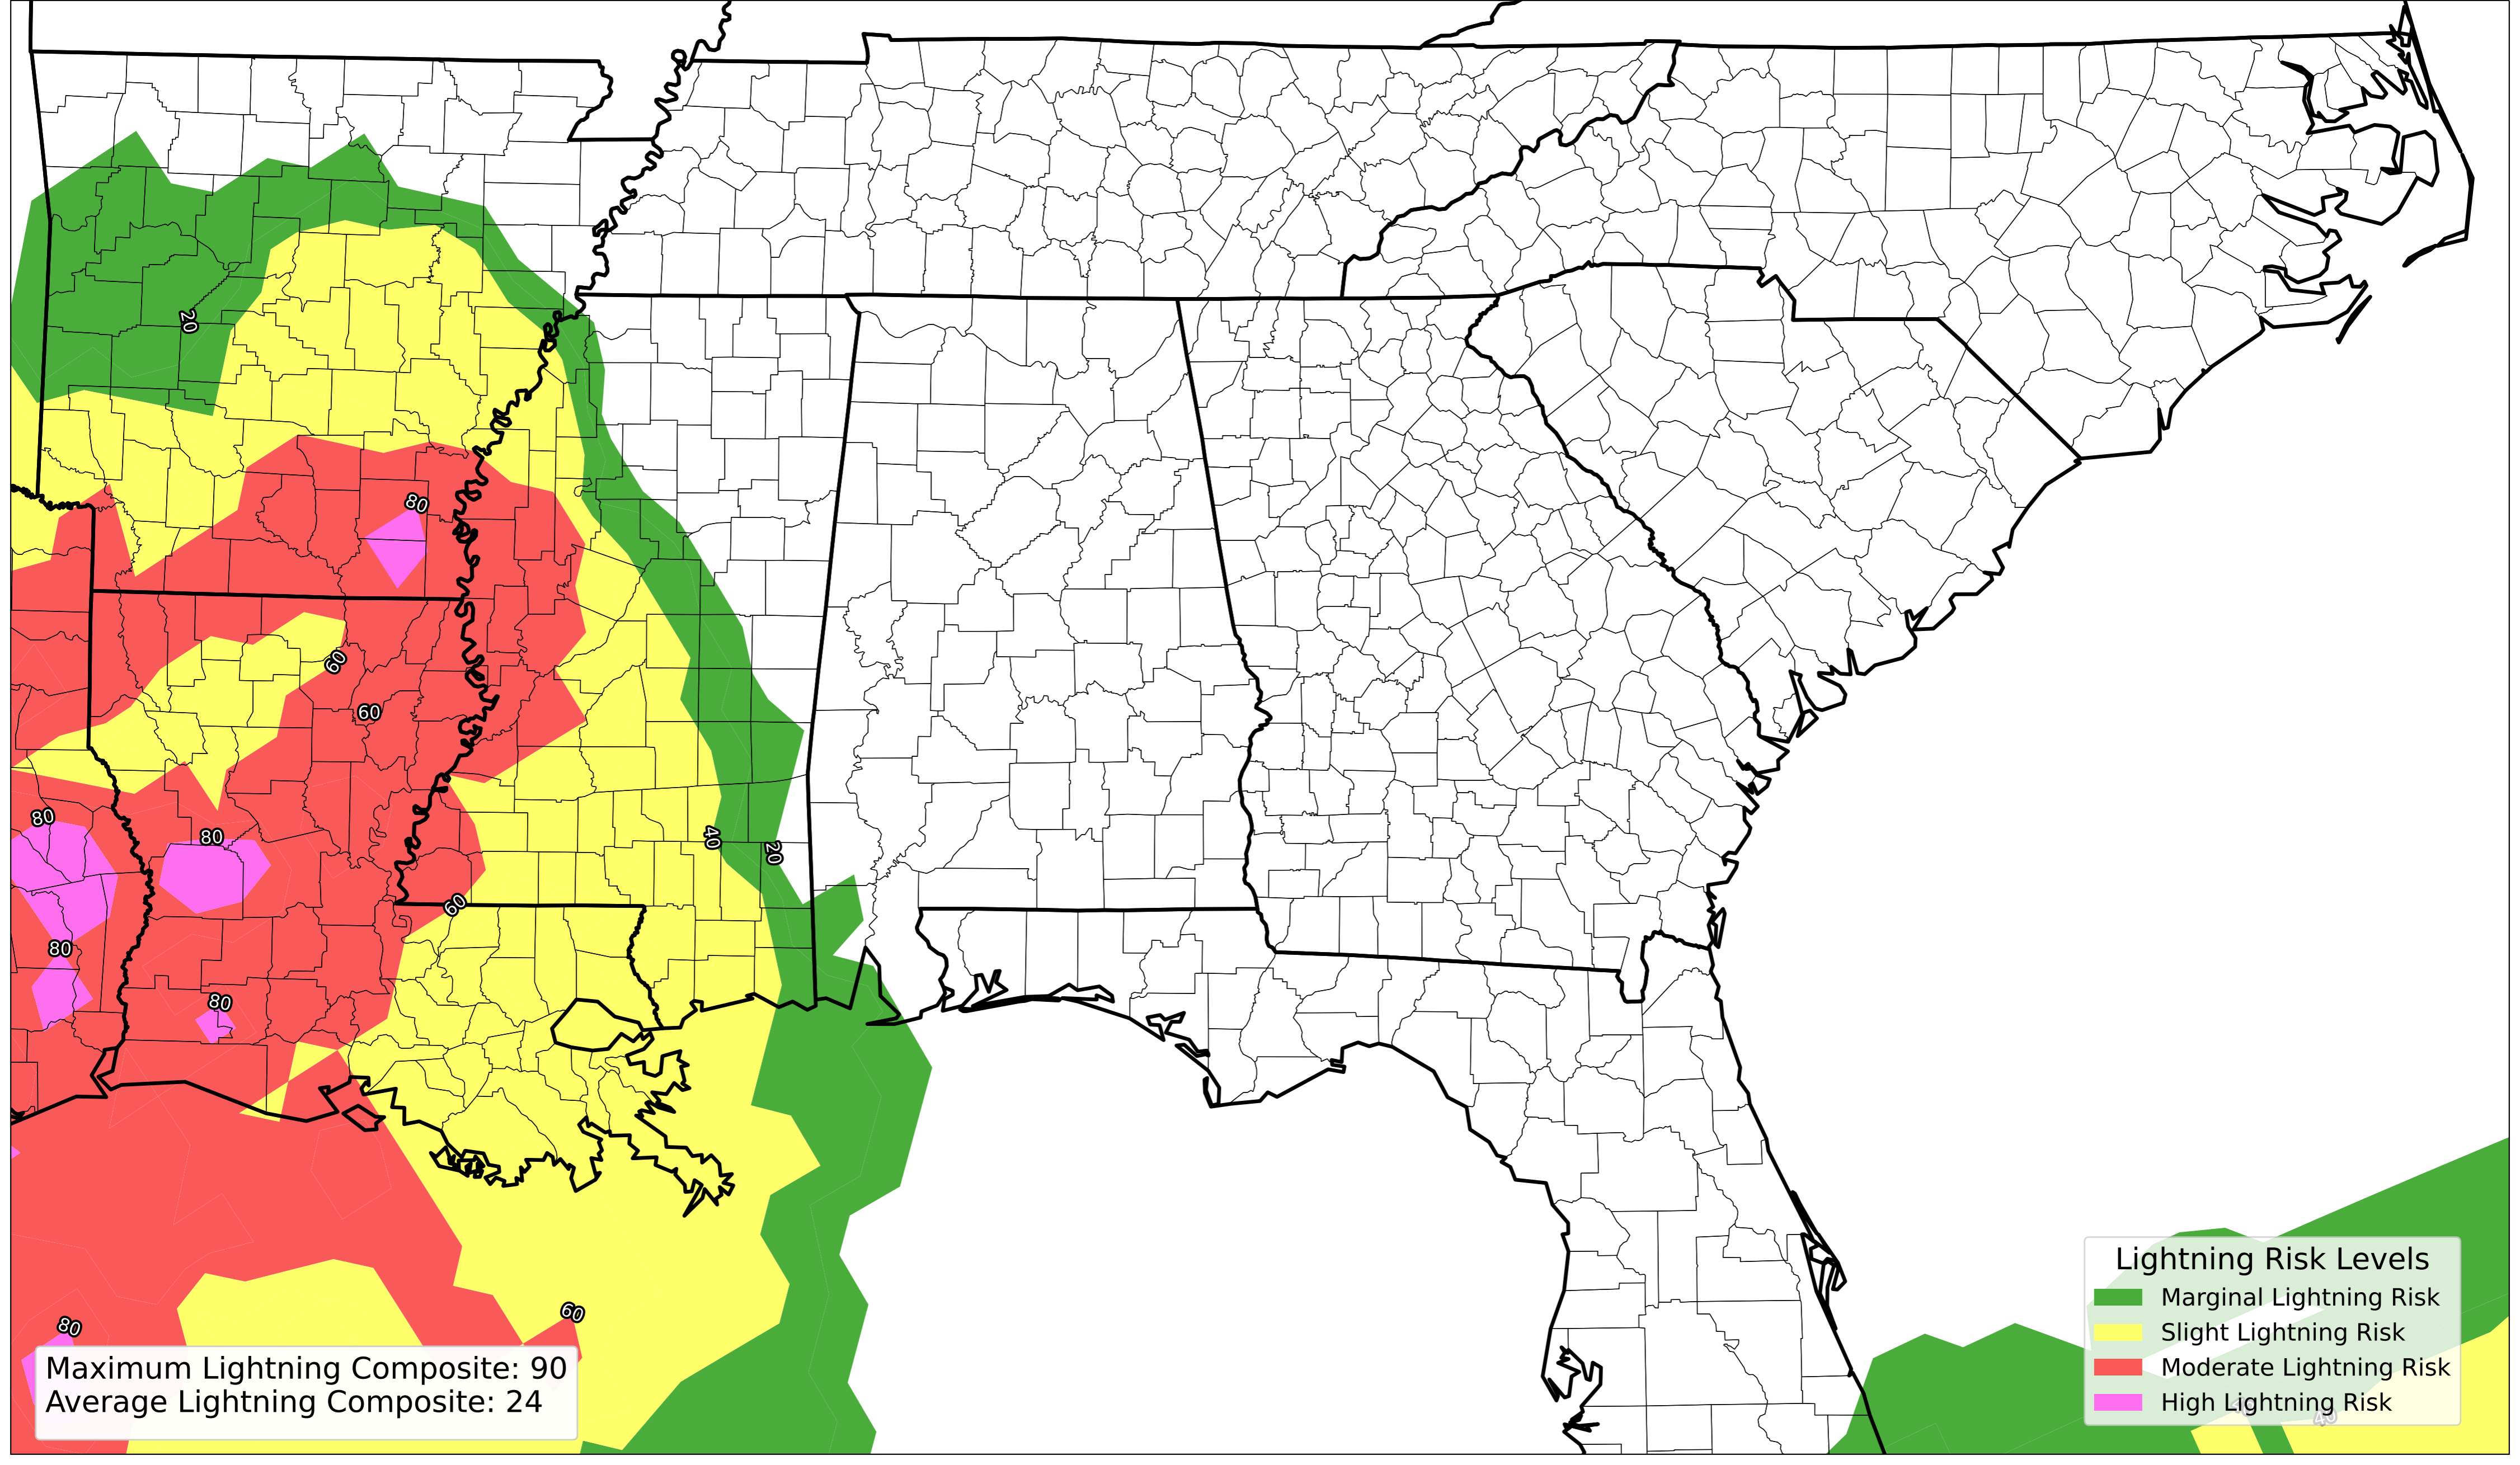 20
80
60
60
80
80
40
20
60
80
80
60
80
Maximum Lightning Composite: 90
Average Lightning Composite: 24
Lightning Risk Levels
Marginal Lightning Risk
Slight Lightning Risk
Moderate Lightning Risk
High Lightning Risk
40